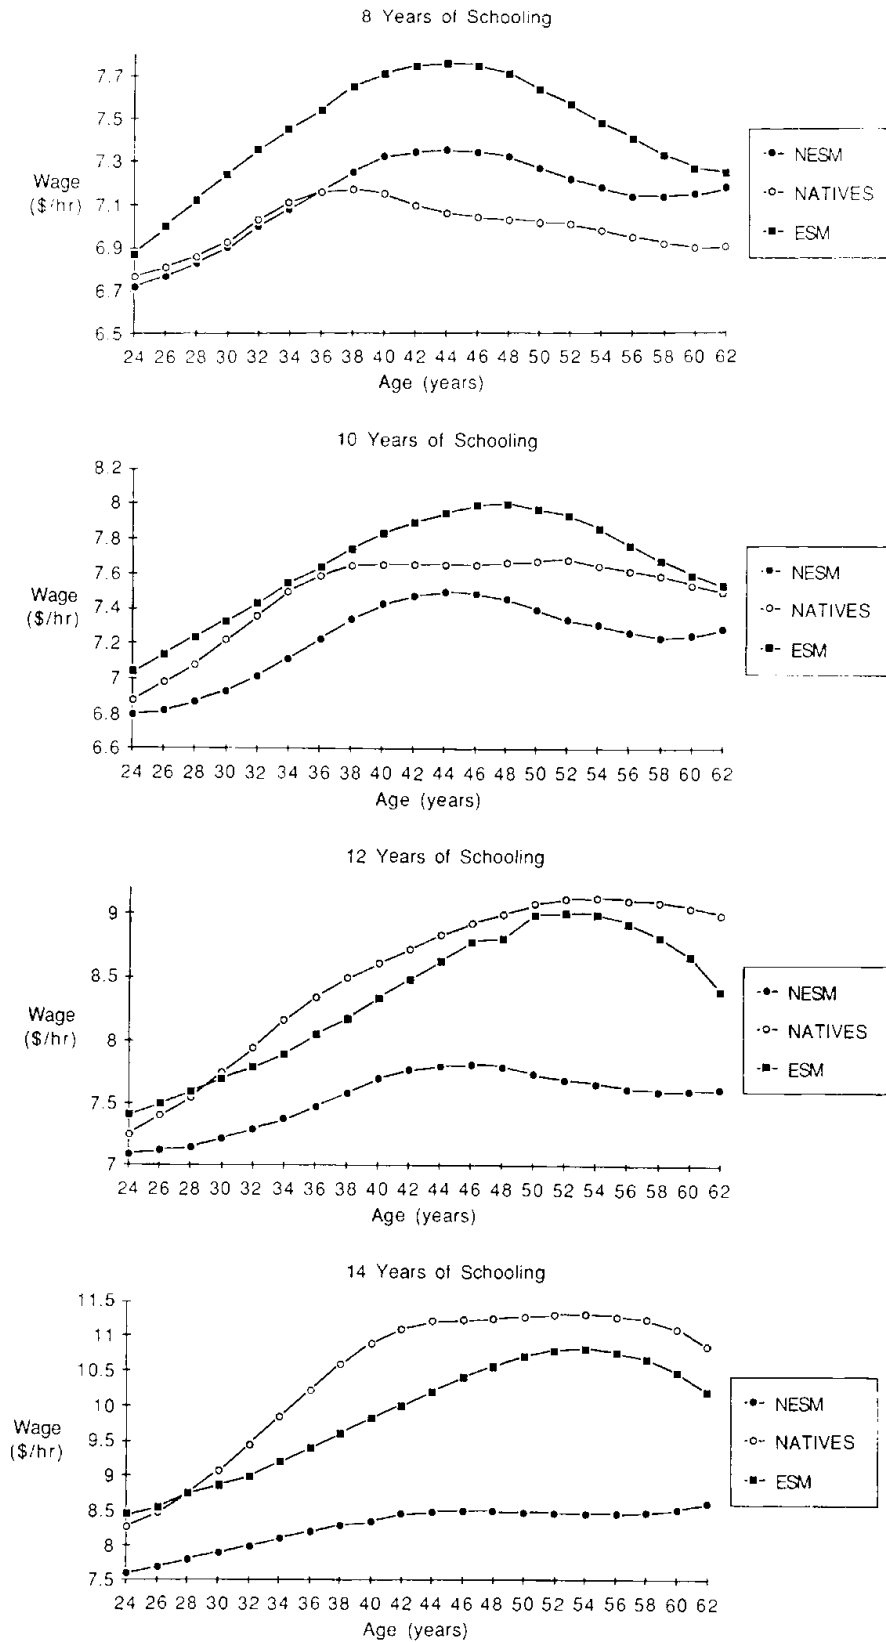 8 Years of Schooling
7.7
7.5
7.3
7.1
6.9
6.7
6.5
Wage
($/hr)
24 26 28 30 32 34 36 38 40 42 44 46 48 50 52 54 56 58 60 62
Age (years)
NESM
NATIVES
ESM
10 Years of Schooling
8.2
8
7.8
7.6
7.4
7.2
7
6.8
6.6
Wage
($/hr)
24 26 28 30 32 34 36 38 40 42 44 46 48 50 52 54 56 58 60 62
Age (years)
NESM
NATIVES
ESM
12 Years of Schooling
9
8.5
8
7.5
7
Wage
($/hr)
24 26 28 30 32 34 36 38 40 42 44 46 48 50 52 54 56 58 60 62
Age (years)
NESM
NATIVES
ESM
14 Years of Schooling
11.5
11
10.5
10
9.5
9
8.5
8
7.5
Wage
($/hr)
24 26 28 30 32 34 36 38 40 42 44 46 48 50 52 54 56 58 60 62
Age (years)
NESM
NATIVES
ESM